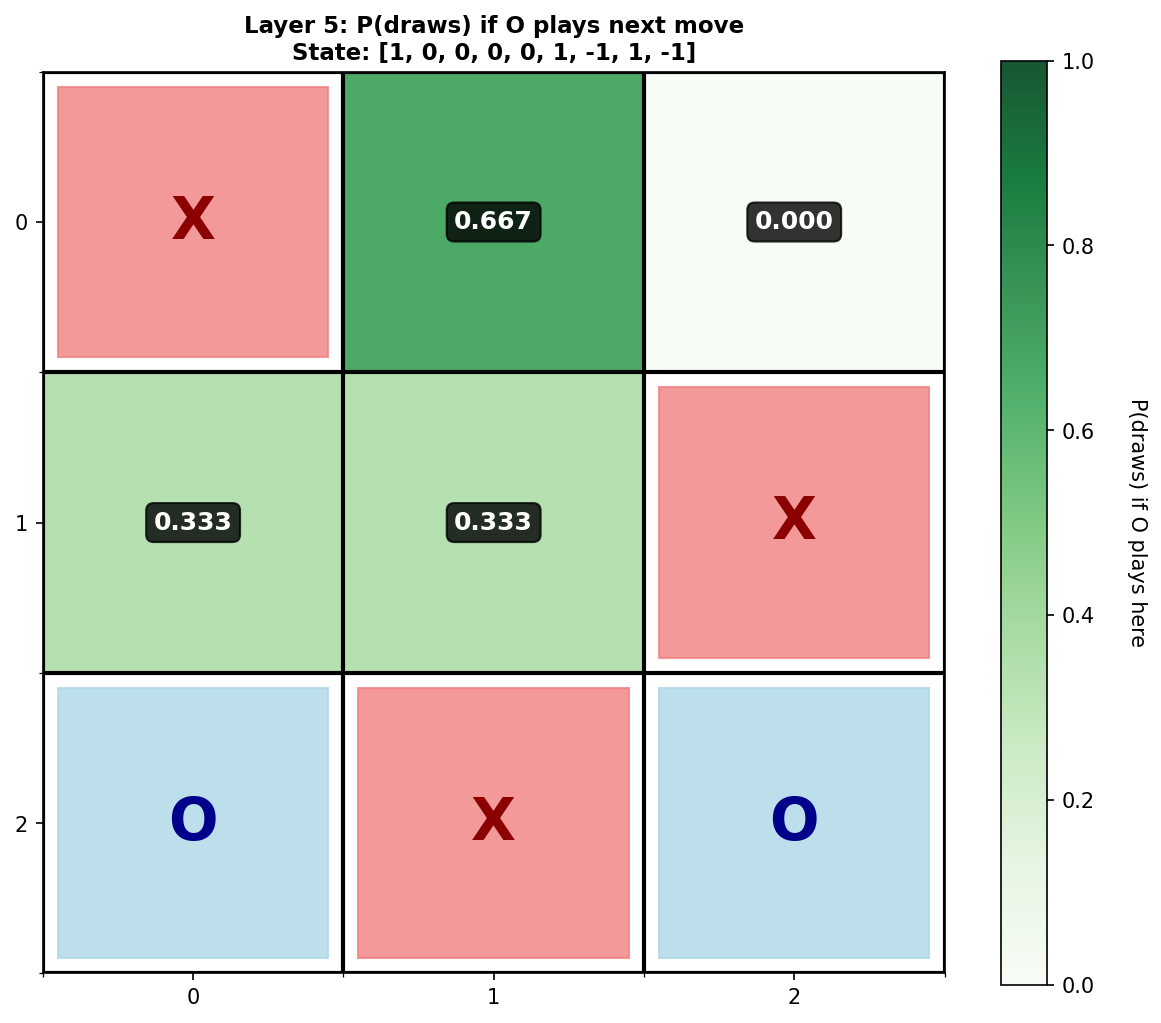 Layer 5: P(draws) if O plays next move
State: [1, 0, 0, 0, 0, 1, -1, 1, -1]
0
X
0.667
0.000
1
0.333
0.333
X
2
O
X
O
0
1
2
1.0
0.8
0.6
0.4
0.2
0.0
P(draws) if O plays here